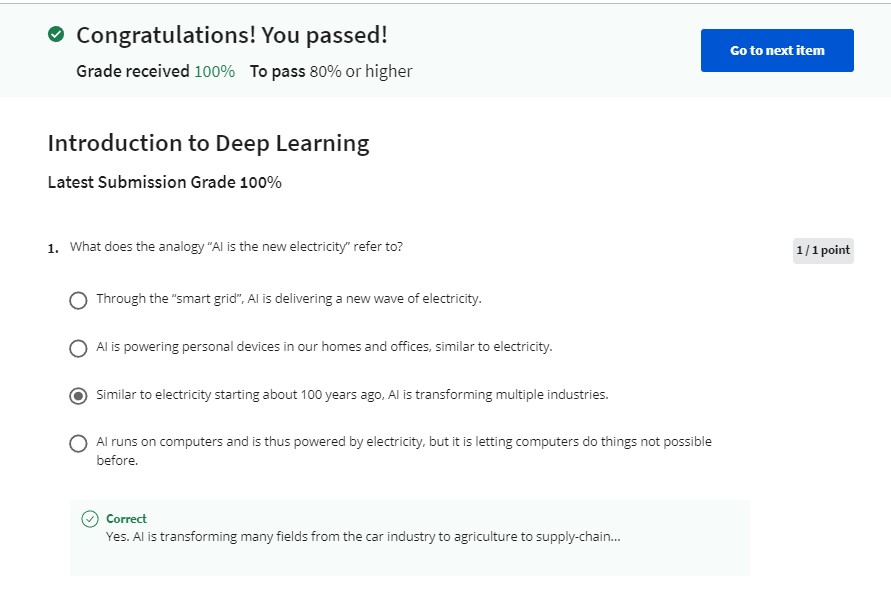 Congratulations! You passed!
Grade received 100% To pass 80% or higher
Go to next item
Introduction to Deep Learning
Latest Submission Grade 100%
1. What does the analogy “AI is the new electricity” refer to?
1 / 1 point
Through the “smart grid”, AI is delivering a new wave of electricity.
AI is powering personal devices in our homes and offices, similar to electricity.
Similar to electricity starting about 100 years ago, AI is transforming multiple industries.
AI runs on computers and is thus powered by electricity, but it is letting computers do things not possible
before.
Correct
Yes. AI is transforming many fields from the car industry to agriculture to supply-chain...